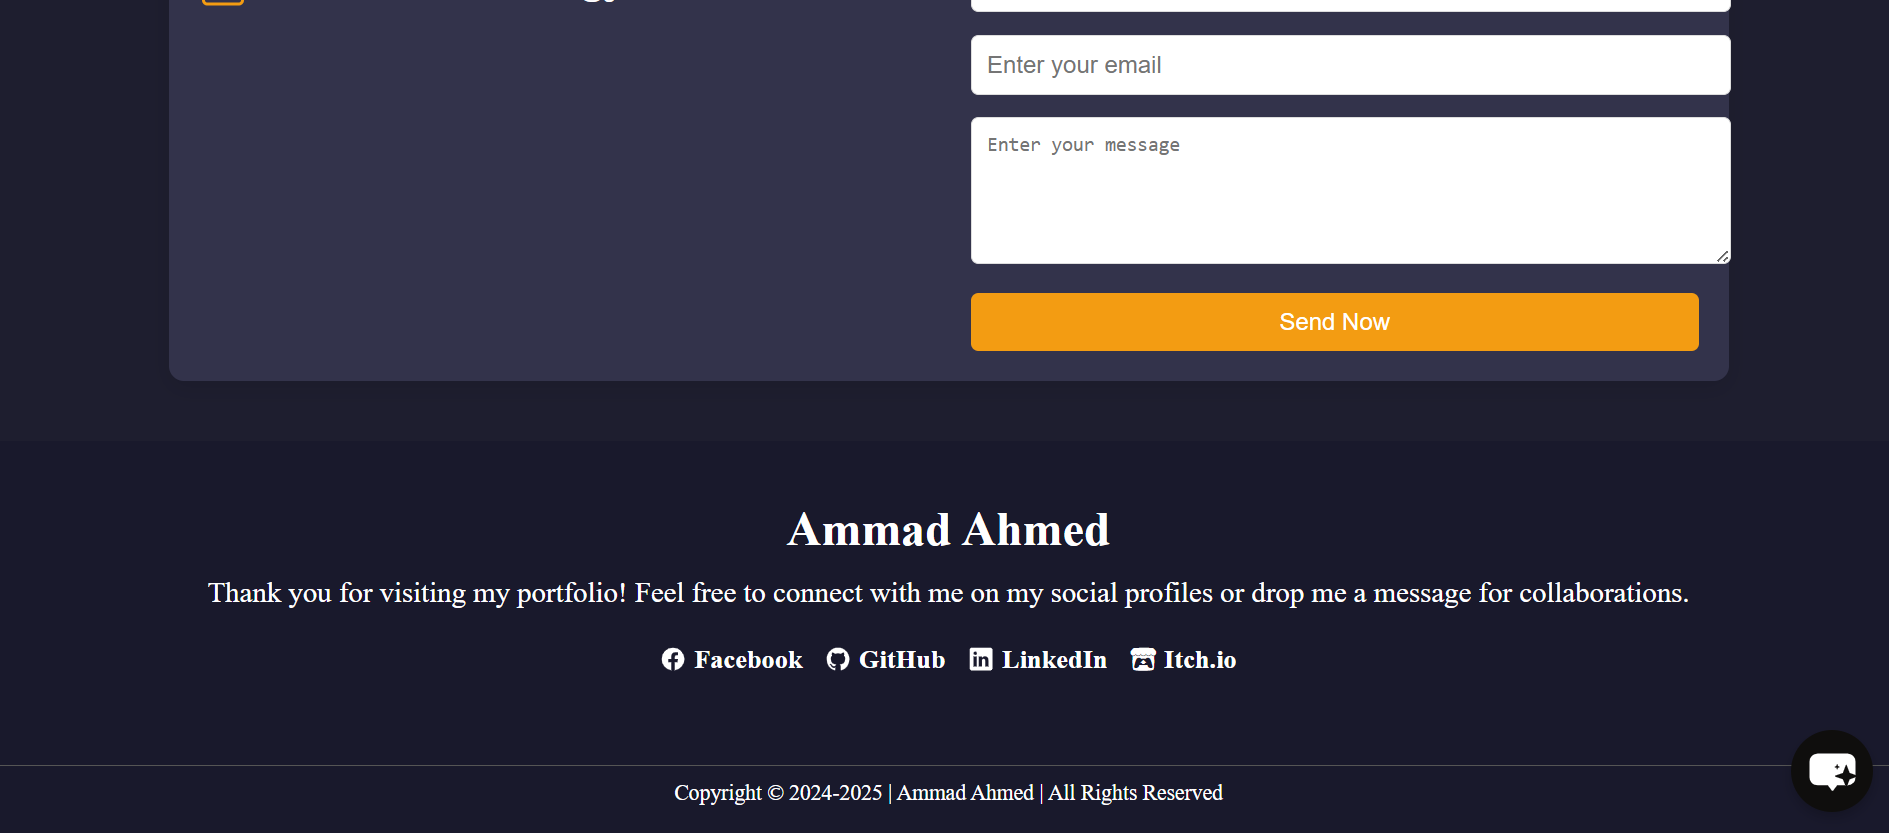 Enter your email
Enter your message
Send Now
Ammad Ahmed
Thank you for visiting my portfolio! Feel free to connect with me on my social profiles or drop me a message for collaborations.
Facebook GitHub LinkedIn Itch.io
Copyright © 2024-2025 | Ammad Ahmed | All Rights Reserved